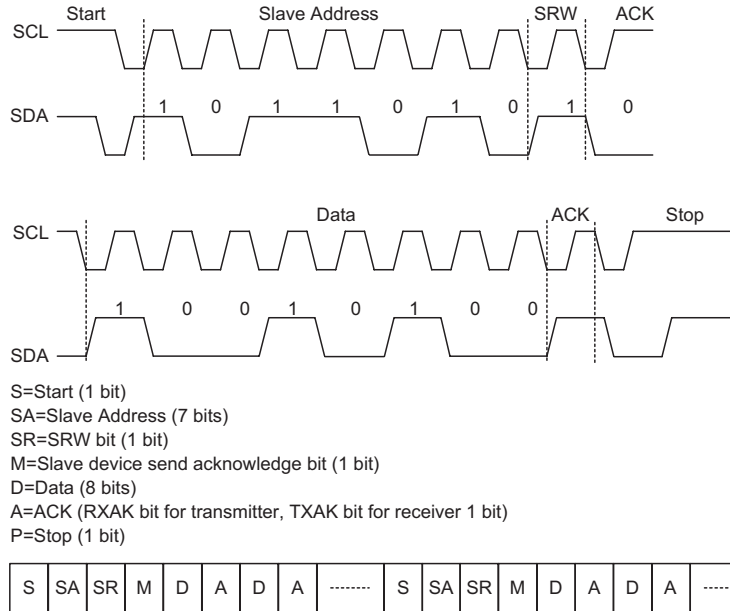 Start Slave Address SRW ACK
SCL
SDA 1 0 1 1 0 1 0 1 0
Data ACK Stop
SCL
1 0 0 1 0 1 0 0
SDA
S=Start (1 bit)
SA=Slave Address (7 bits)
SR=SRW bit (1 bit)
M=Slave device send acknowledge bit (1 bit)
D=Data (8 bits)
A=ACK (RXAK bit for transmitter, TXAK bit for receiver 1 bit)
P=Stop (1 bit)
S SA SR M D A D A ------- S SA SR M D A D A -----